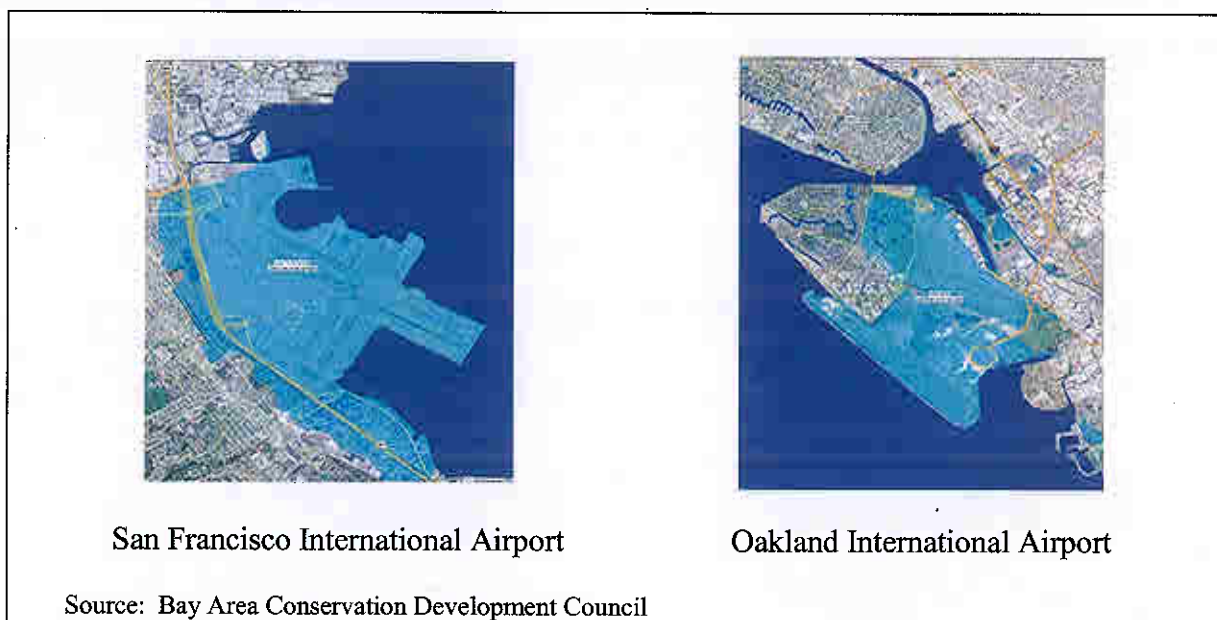 San Francisco International Airport
Oakland International Airport
Source: Bay Area Conservation Development Council